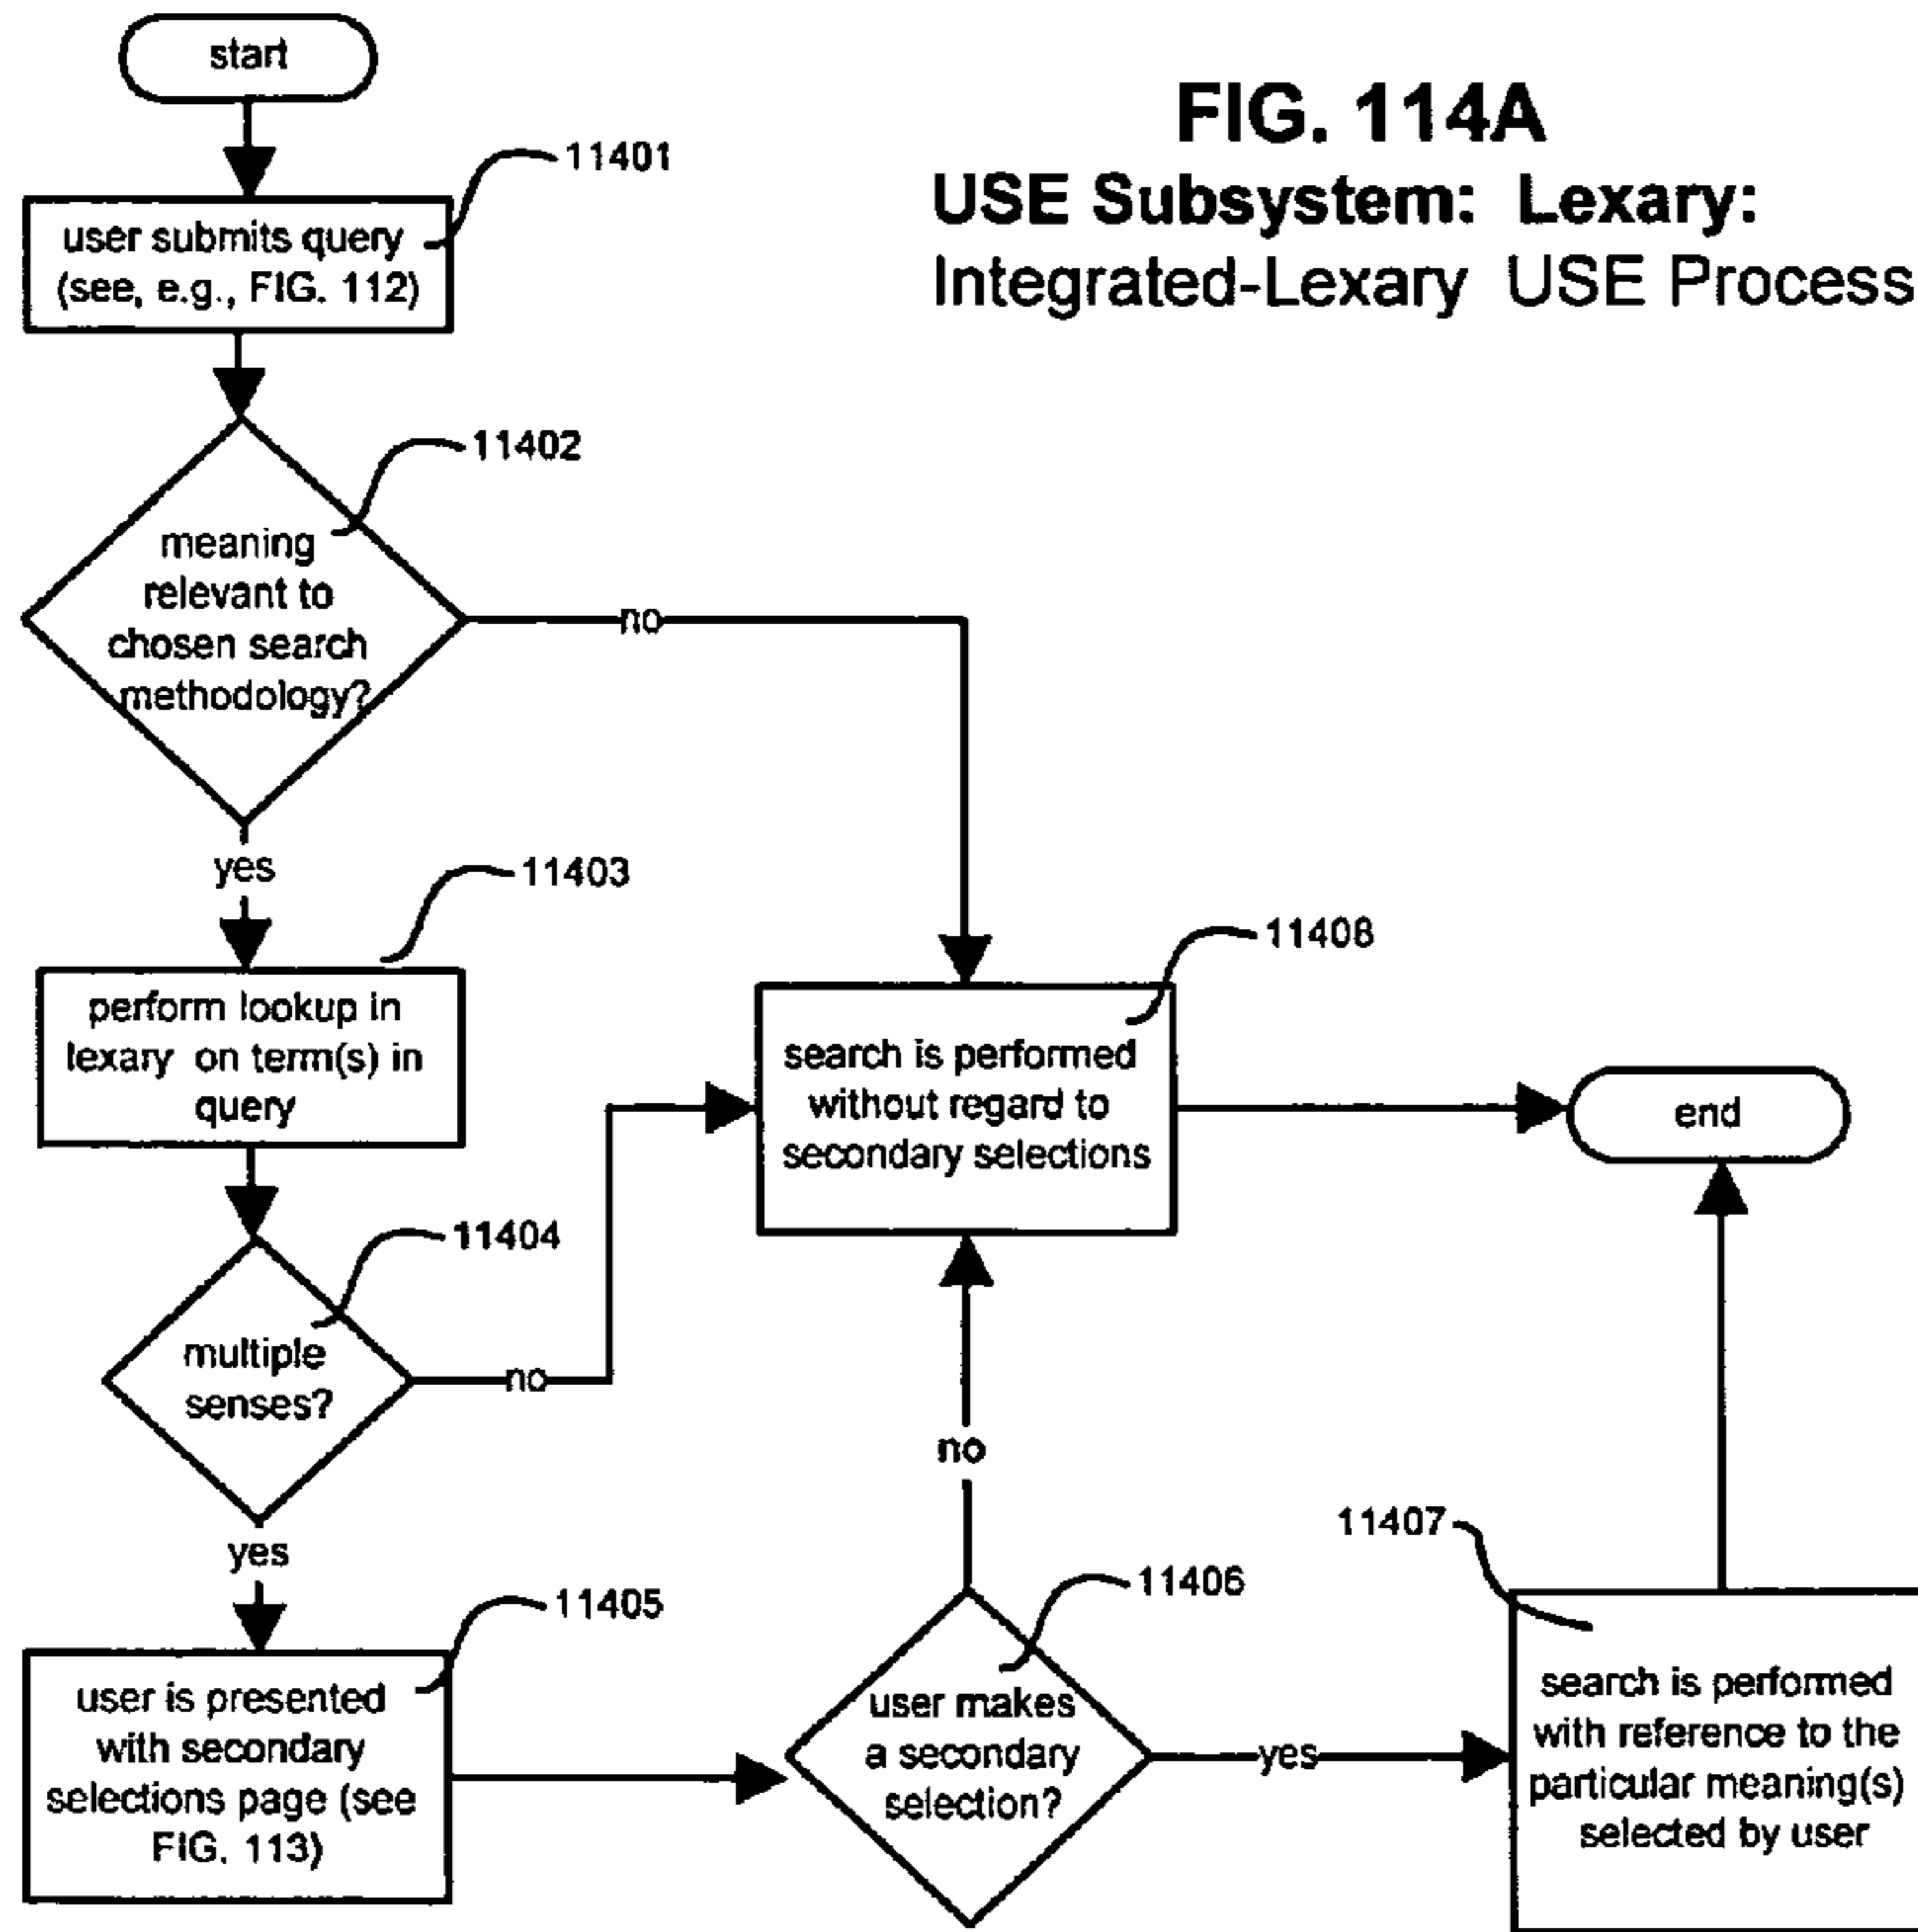 start
FIG. 114A
USE Subsystem: Lexary:
Integrated-Lexary USE Process
11401
user submits query
(see, e.g., FIG. 112)
11402
meaning
relevant to
chosen search
methodology?
no
yes
11403
perform lookup in
lexary on term(s) in
query
11408
search is performed
without regard to
secondary selections
end
11404
multiple
senses?
no
yes
no
11405
user is presented
with secondary
selections page (see
FIG. 113)
11406
user makes
a secondary
selection?
yes
11407
search is performed
with reference to the
particular meaning(s)
selected by user